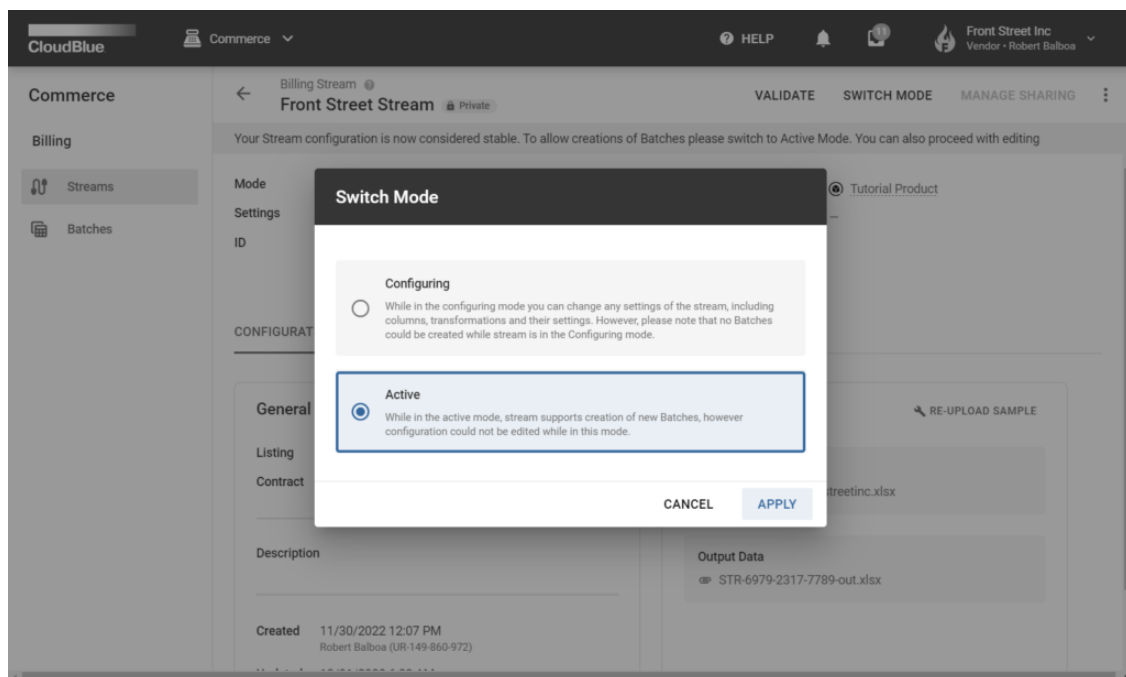 CloudBlue
Commerce
HELP
11
Front Street Inc
Vendor • Robert Balboa
Commerce
Billing Stream
Front Street Stream
Private
VALIDATE
SWITCH MODE
MANAGE SHARING
Billing
Your Stream configuration is now considered stable. To allow creations of Batches please switch to Active Mode. You can also proceed with editing
Streams
Batches
Mode
Settings
ID
Tutorial Product
–
Switch Mode
Configuring
While in the configuring mode you can change any settings of the stream, including
columns, transformations and their settings. However, please note that no Batches
could be created while stream is in the Configuring mode.
CONFIGURAT
Active
While in the active mode, stream supports creation of new Batches, however
configuration could not be edited while in this mode.
General
RE-UPLOAD SAMPLE
Listing
Contract
streetinc.xlsx
CANCEL
APPLY
Description
Output Data
STR-6979-2317-7789-out.xlsx
Created
11/30/2022 12:07 PM
Robert Balboa (UR-149-860-972)